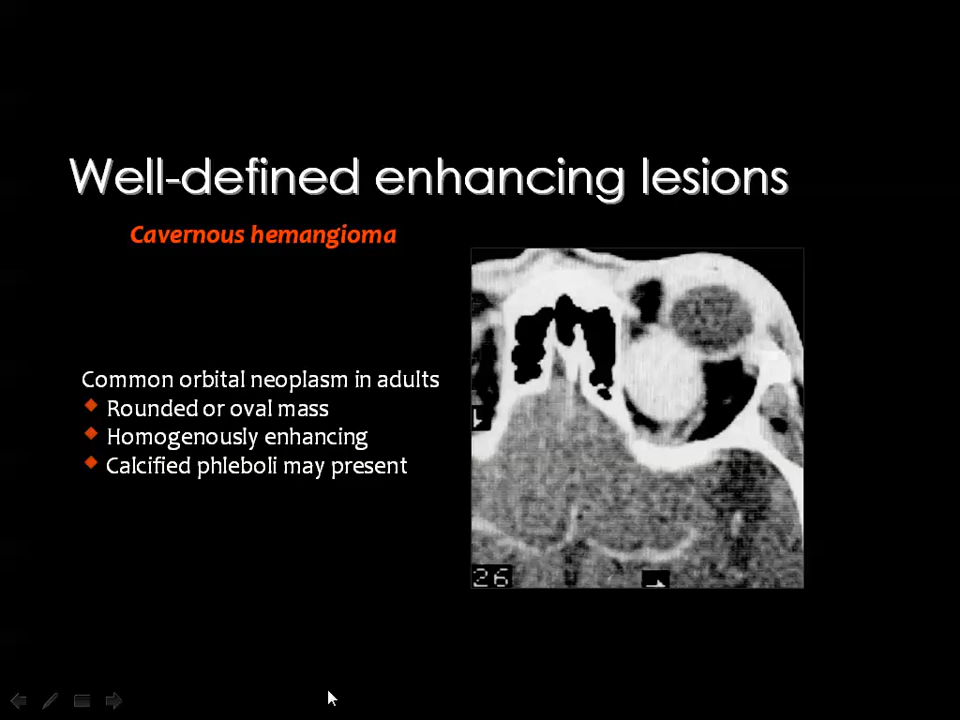 Well-defined enhancing lesions
Cavernous hemangioma
Common orbital neoplasm in adults
Rounded or oval mass
Homogenously enhancing
Calcified phleboli may present
26